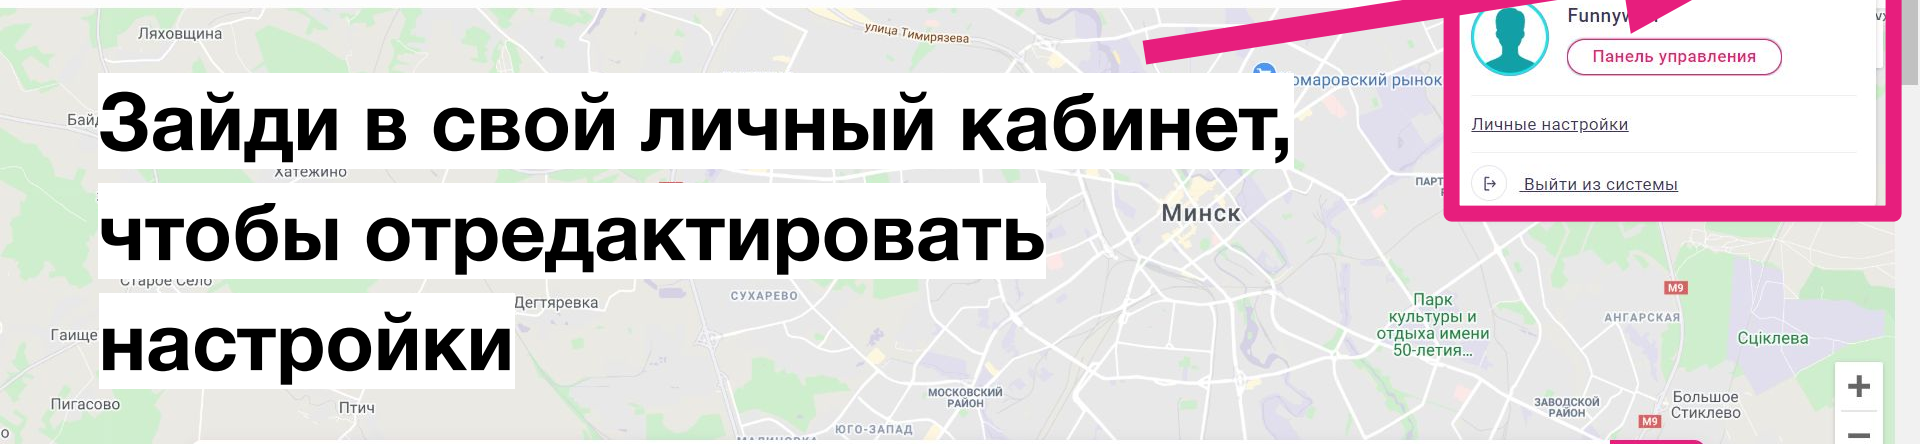 Ляховщина
улица Тимирязева
Панель управления
Личные настройки
Выйти из системы
Зайди в свой личный кабинет,
чтобы отредактировать
настройки
Хатежино
Минск
Старое Село
Дегтяревка
СУХАРЕВО
Гаище
Парк
культуры и
отдыха имени
50-летия...
М9
АНГАРСКАЯ
Сціклева
Пигасово
Птич
МОСКОВСКИЙ
РАЙОН
ЮГО-ЗАПАД
ЗАВОДСКОЙ
РАЙОН
Большое
Стиклево
М9